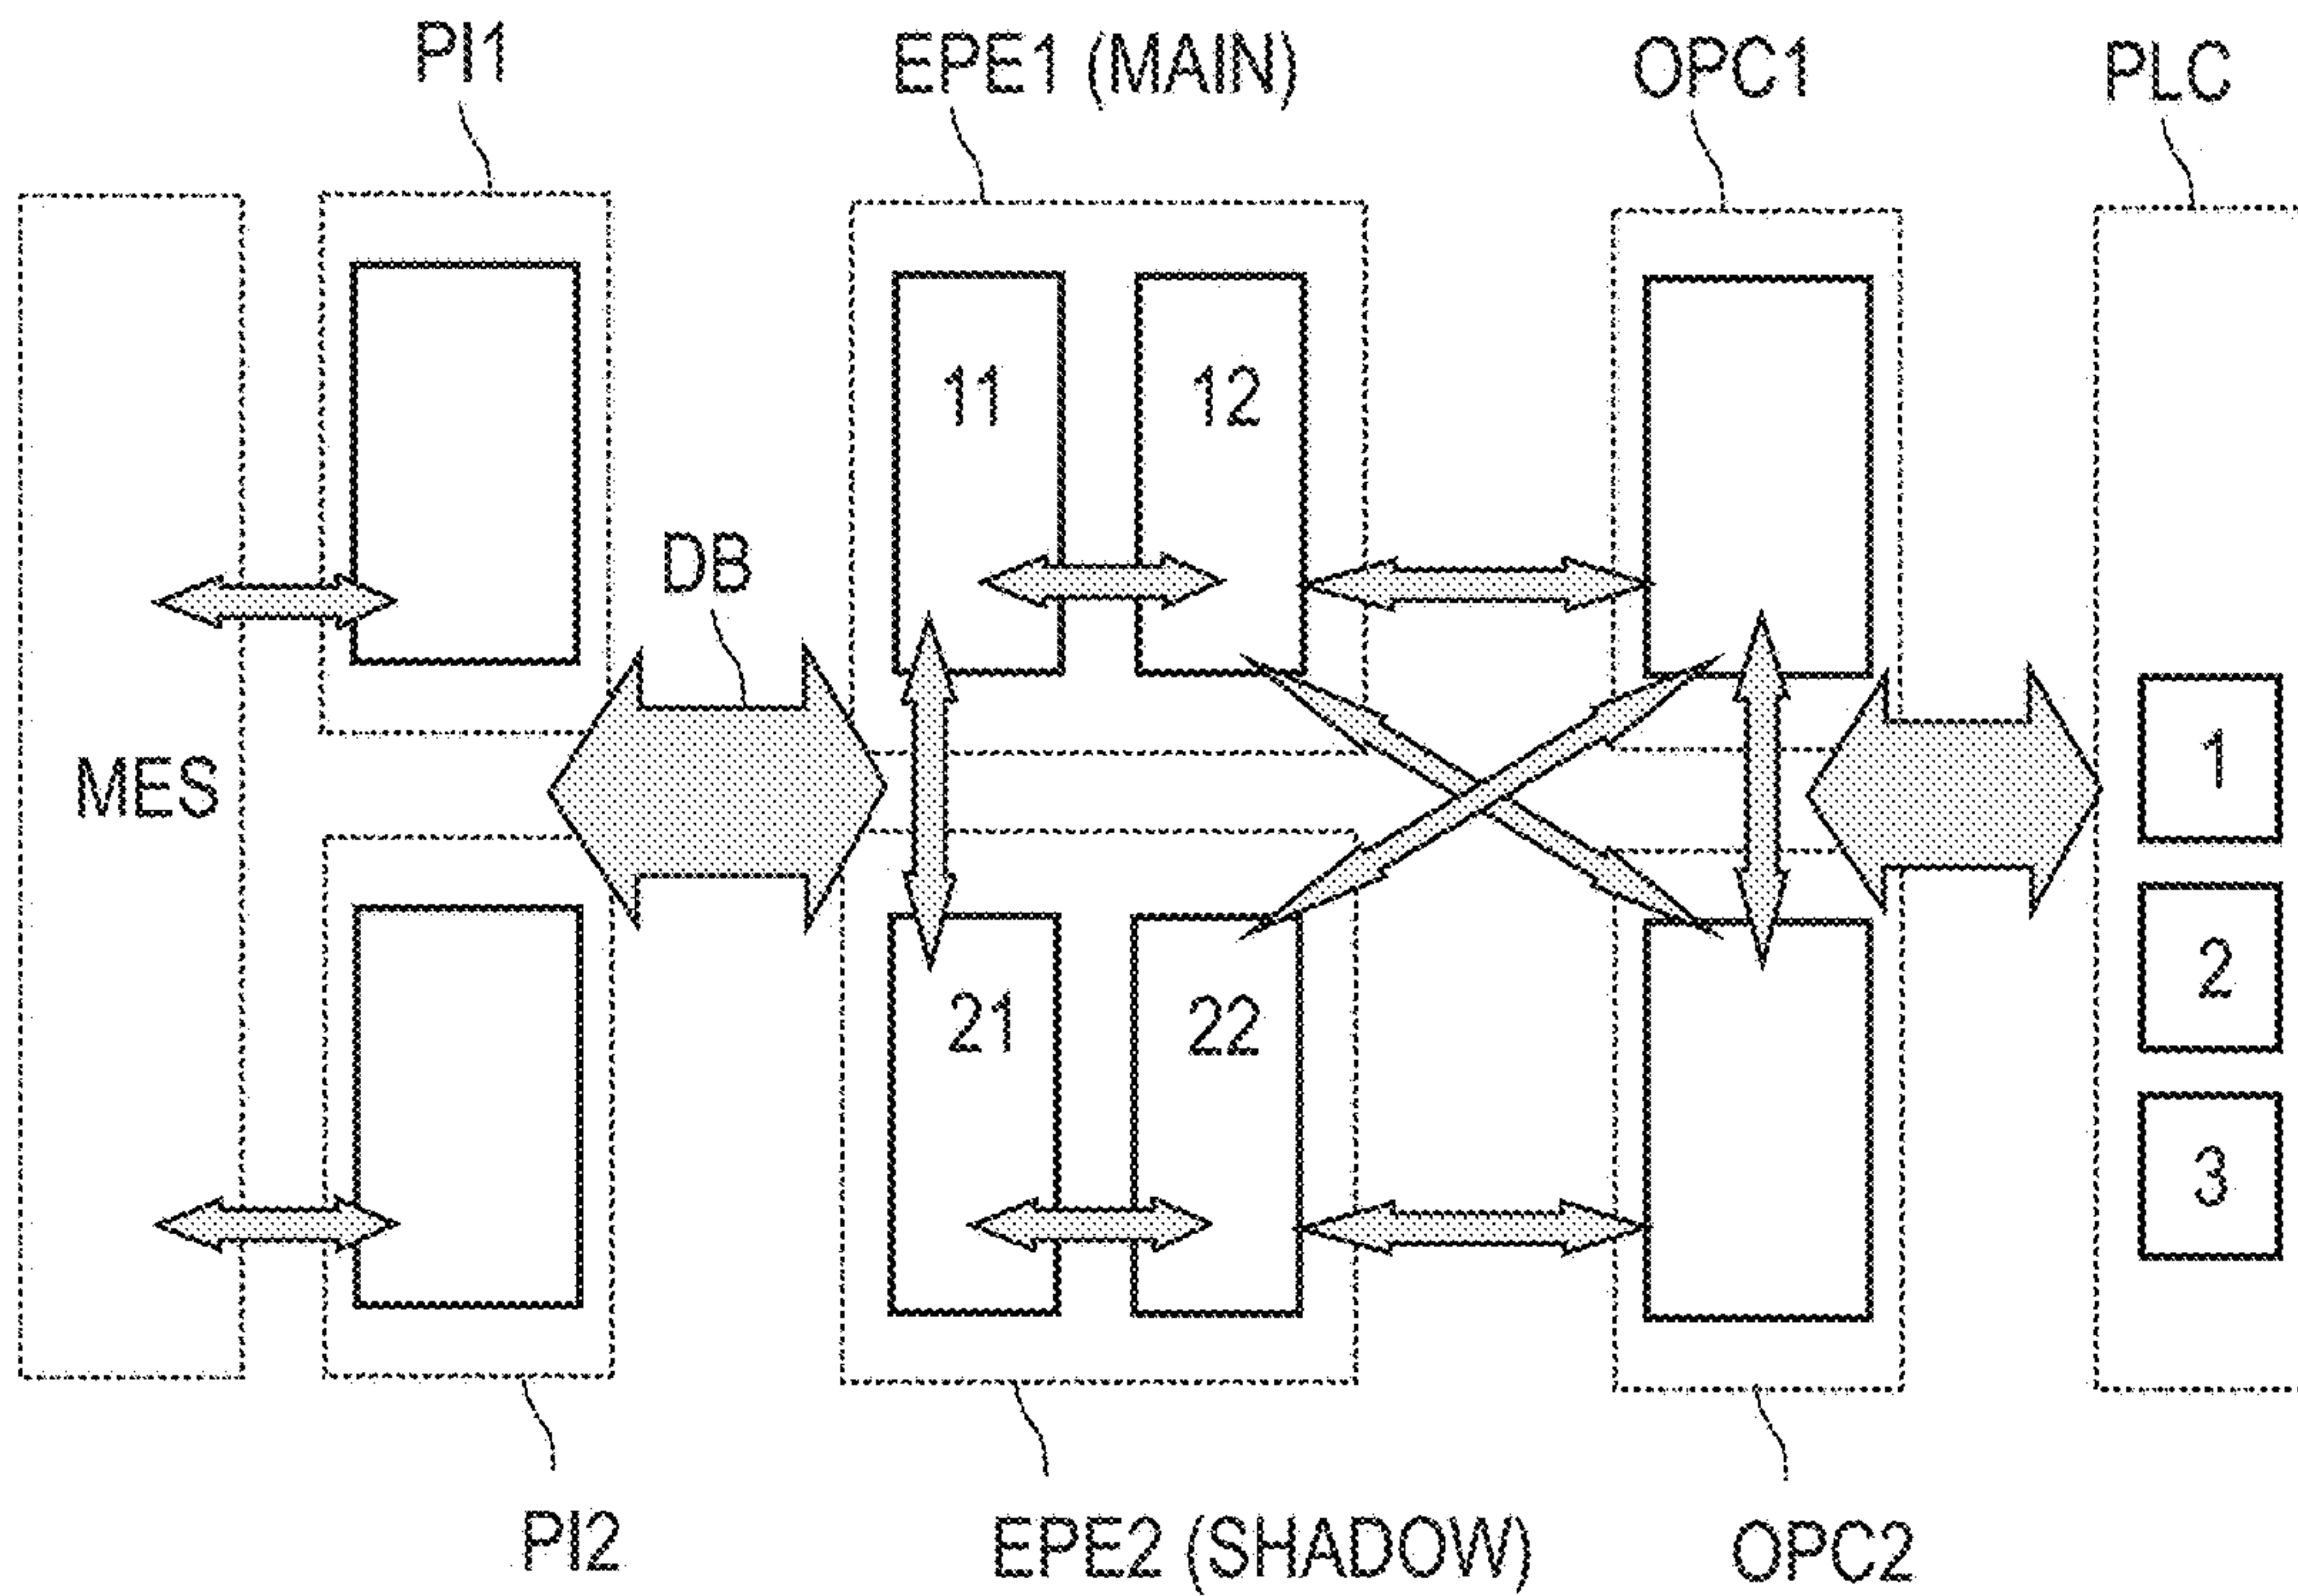 PI1
EPE1 (MAIN)
OPC1
PLC
11
12
DB
MES
1
21
22
2
3
PI2
EPE2 (SHADOW)
OPC2